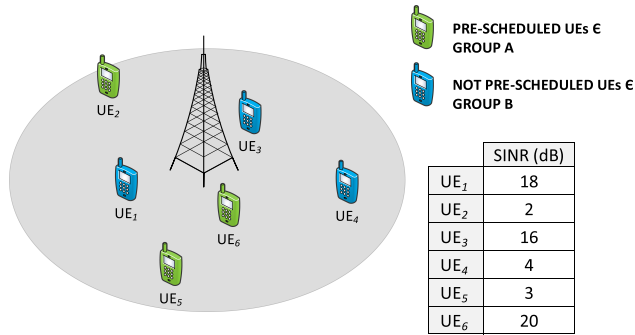 PRE-SCHEDULED UEs Є
GROUP A
NOT PRE-SCHEDULED UEs Є
GROUP B
UE2
UE3
UE1
UE4
UE6
UE5
SINR (dB)
UE1 18
UE2 2
UE3 16
UE4 4
UE5 3
UE6 20